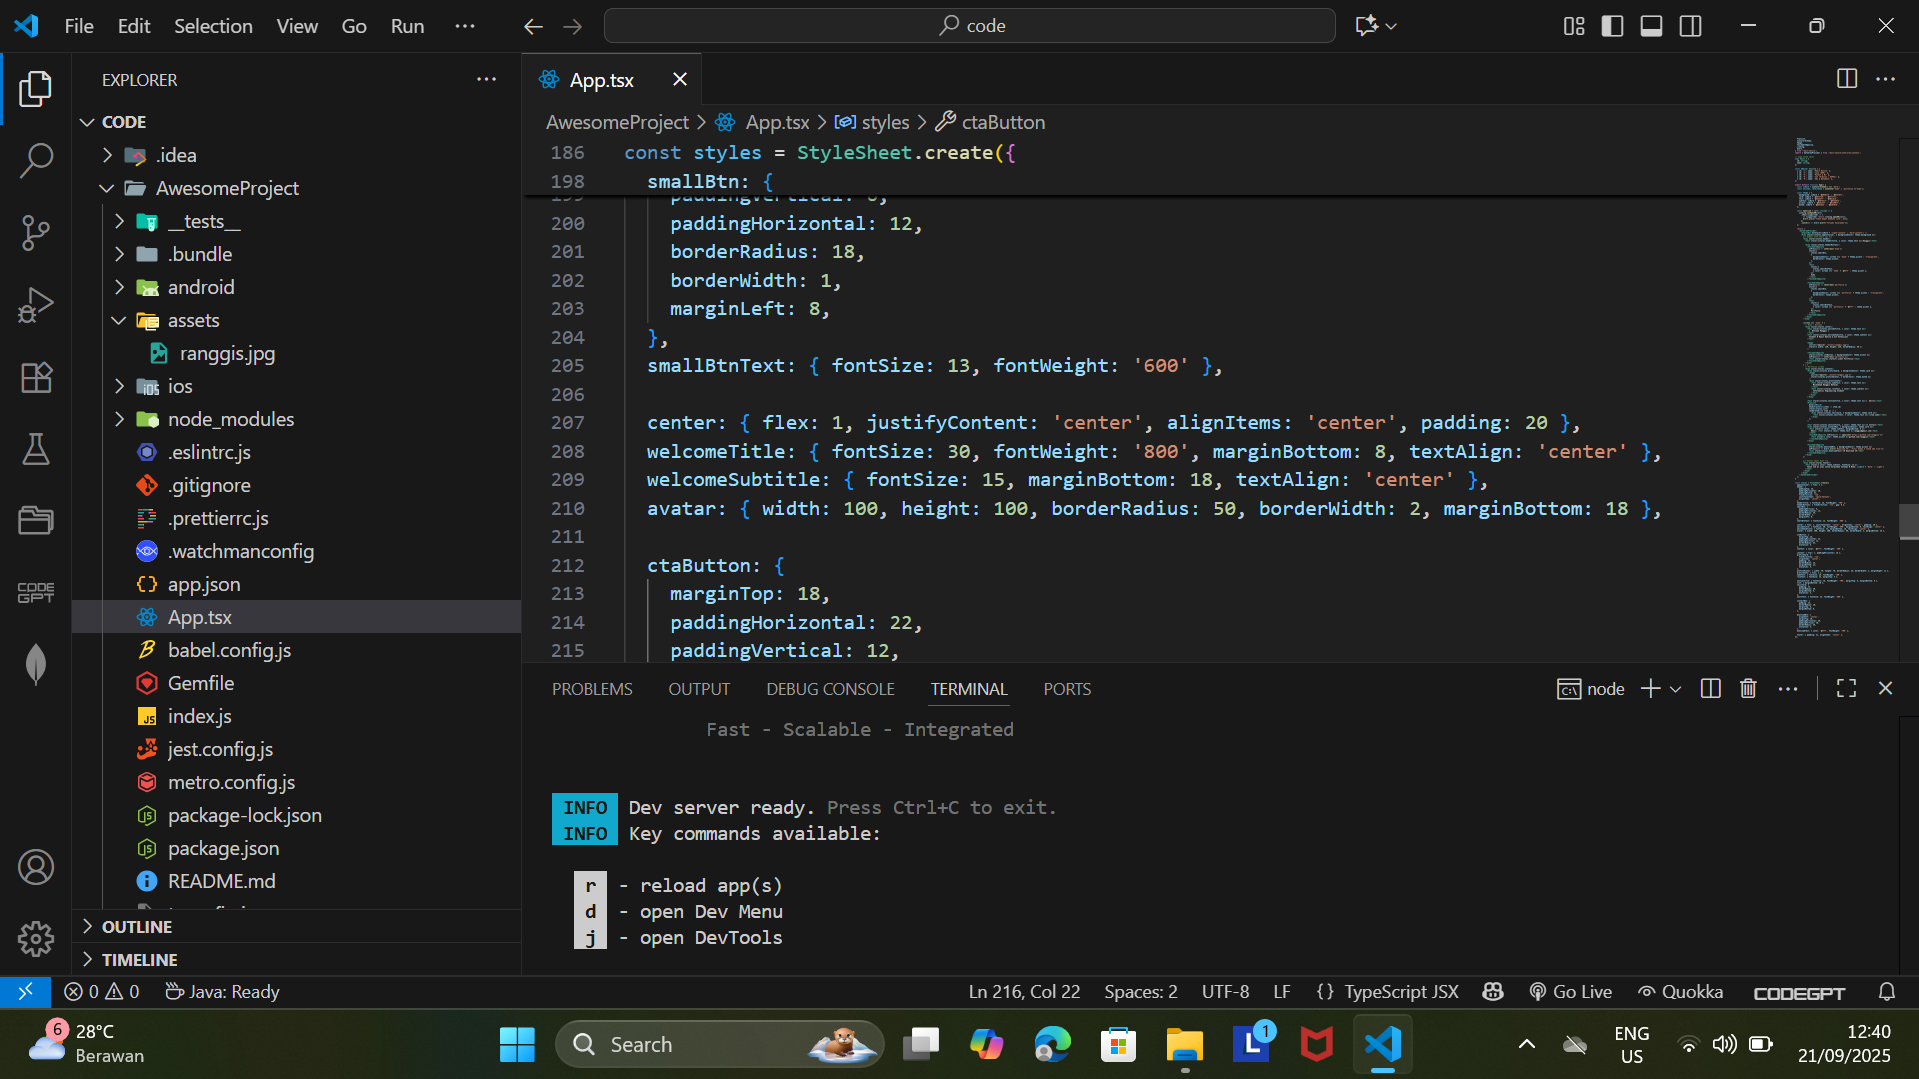 File Edit Selection View Go Run ... code
EXPLORER ...
App.tsx
AwesomeProject > App.tsx > styles > ctaButton
CODE
.idea
AwesomeProject
__tests__
.bundle
android
assets
ranggis.jpg
ios
node_modules
.eslintrc.js
.gitignore
.prettierrc.js
.watchmanconfig
app.json
App.tsx
babel.config.js
Gemfile
index.js
jest.config.js
metro.config.js
package-lock.json
package.json
README.md
OUTLINE
TIMELINE
CODE
GPT
186 const styles = StyleSheet.create({
198 smallBtn: {
200 paddingHorizontal: 12,
201 borderRadius: 18,
202 borderWidth: 1,
203 marginLeft: 8,
204 },
205 smallBtnText: { fontSize: 13, fontWeight: '600' },
206
207 center: { flex: 1, justifyContent: 'center', alignItems: 'center', padding: 20 },
208 welcomeTitle: { fontSize: 30, fontWeight: '800', marginBottom: 8, textAlign: 'center' },
209 welcomeSubtitle: { fontSize: 15, marginBottom: 18, textAlign: 'center' },
210 avatar: { width: 100, height: 100, borderRadius: 50, borderWidth: 2, marginBottom: 18 },
211
212 ctaButton: {
213 marginTop: 18,
214 paddingHorizontal: 22,
215 paddingVertical: 12,
PROBLEMS OUTPUT DEBUG CONSOLE TERMINAL PORTS node
Fast - Scalable - Integrated
INFO Dev server ready. Press Ctrl+C to exit.
INFO Key commands available:
r - reload app(s)
d - open Dev Menu
j - open DevTools
0 0 Java: Ready Ln 216, Col 22 Spaces: 2 UTF-8 LF {} TypeScript JSX Go Live Quokka CODEGPT
6 28°C
Berawan
Search
L 1
ENG
US
12:40
21/09/2025